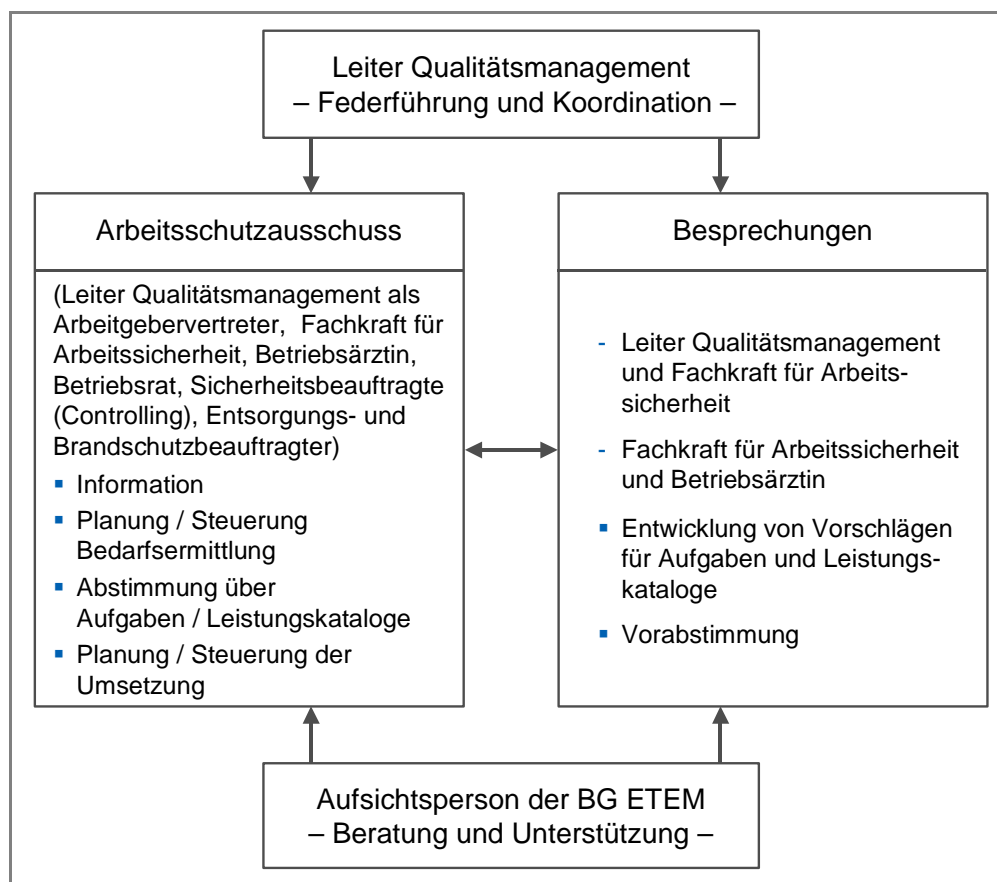 Leiter Qualitätsmanagement
– Federführung und Koordination –
Arbeitsschutzausschuss
(Leiter Qualitätsmanagement als
Arbeitgebervertreter, Fachkraft für
Arbeitssicherheit, Betriebsärztin,
Betriebsrat, Sicherheitsbeauftragte
(Controlling), Entsorgungs- und
Brandschutzbeauftragter)
▪ Information
▪ Planung / Steuerung
Bedarfsermittlung
▪ Abstimmung über
Aufgaben / Leistungskataloge
▪ Planung / Steuerung der
Umsetzung
Besprechungen
- Leiter Qualitätsmanagement
und Fachkraft für Arbeits-
sicherheit
- Fachkraft für Arbeitssicherheit
und Betriebsärztin
▪ Entwicklung von Vorschlägen
für Aufgaben und Leistungs-
kataloge
▪ Vorabstimmung
Aufsichtsperson der BG ETEM
– Beratung und Unterstützung –